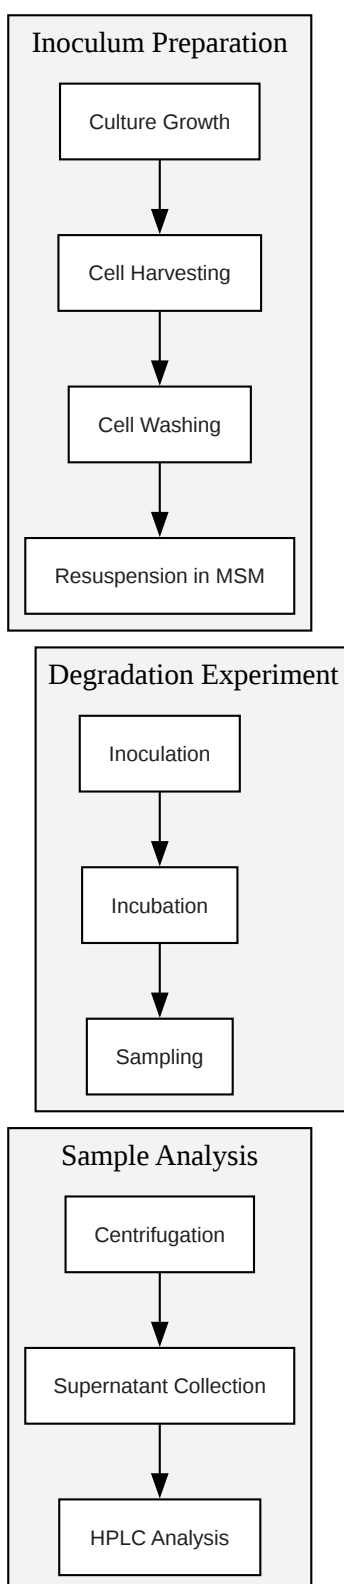 Inoculum Preparation
Culture Growth
Cell Harvesting
Cell Washing
Resuspension in MSM
Degradation Experiment
Inoculation
Incubation
Sampling
Sample Analysis
Centrifugation
Supernatant Collection
HPLC Analysis